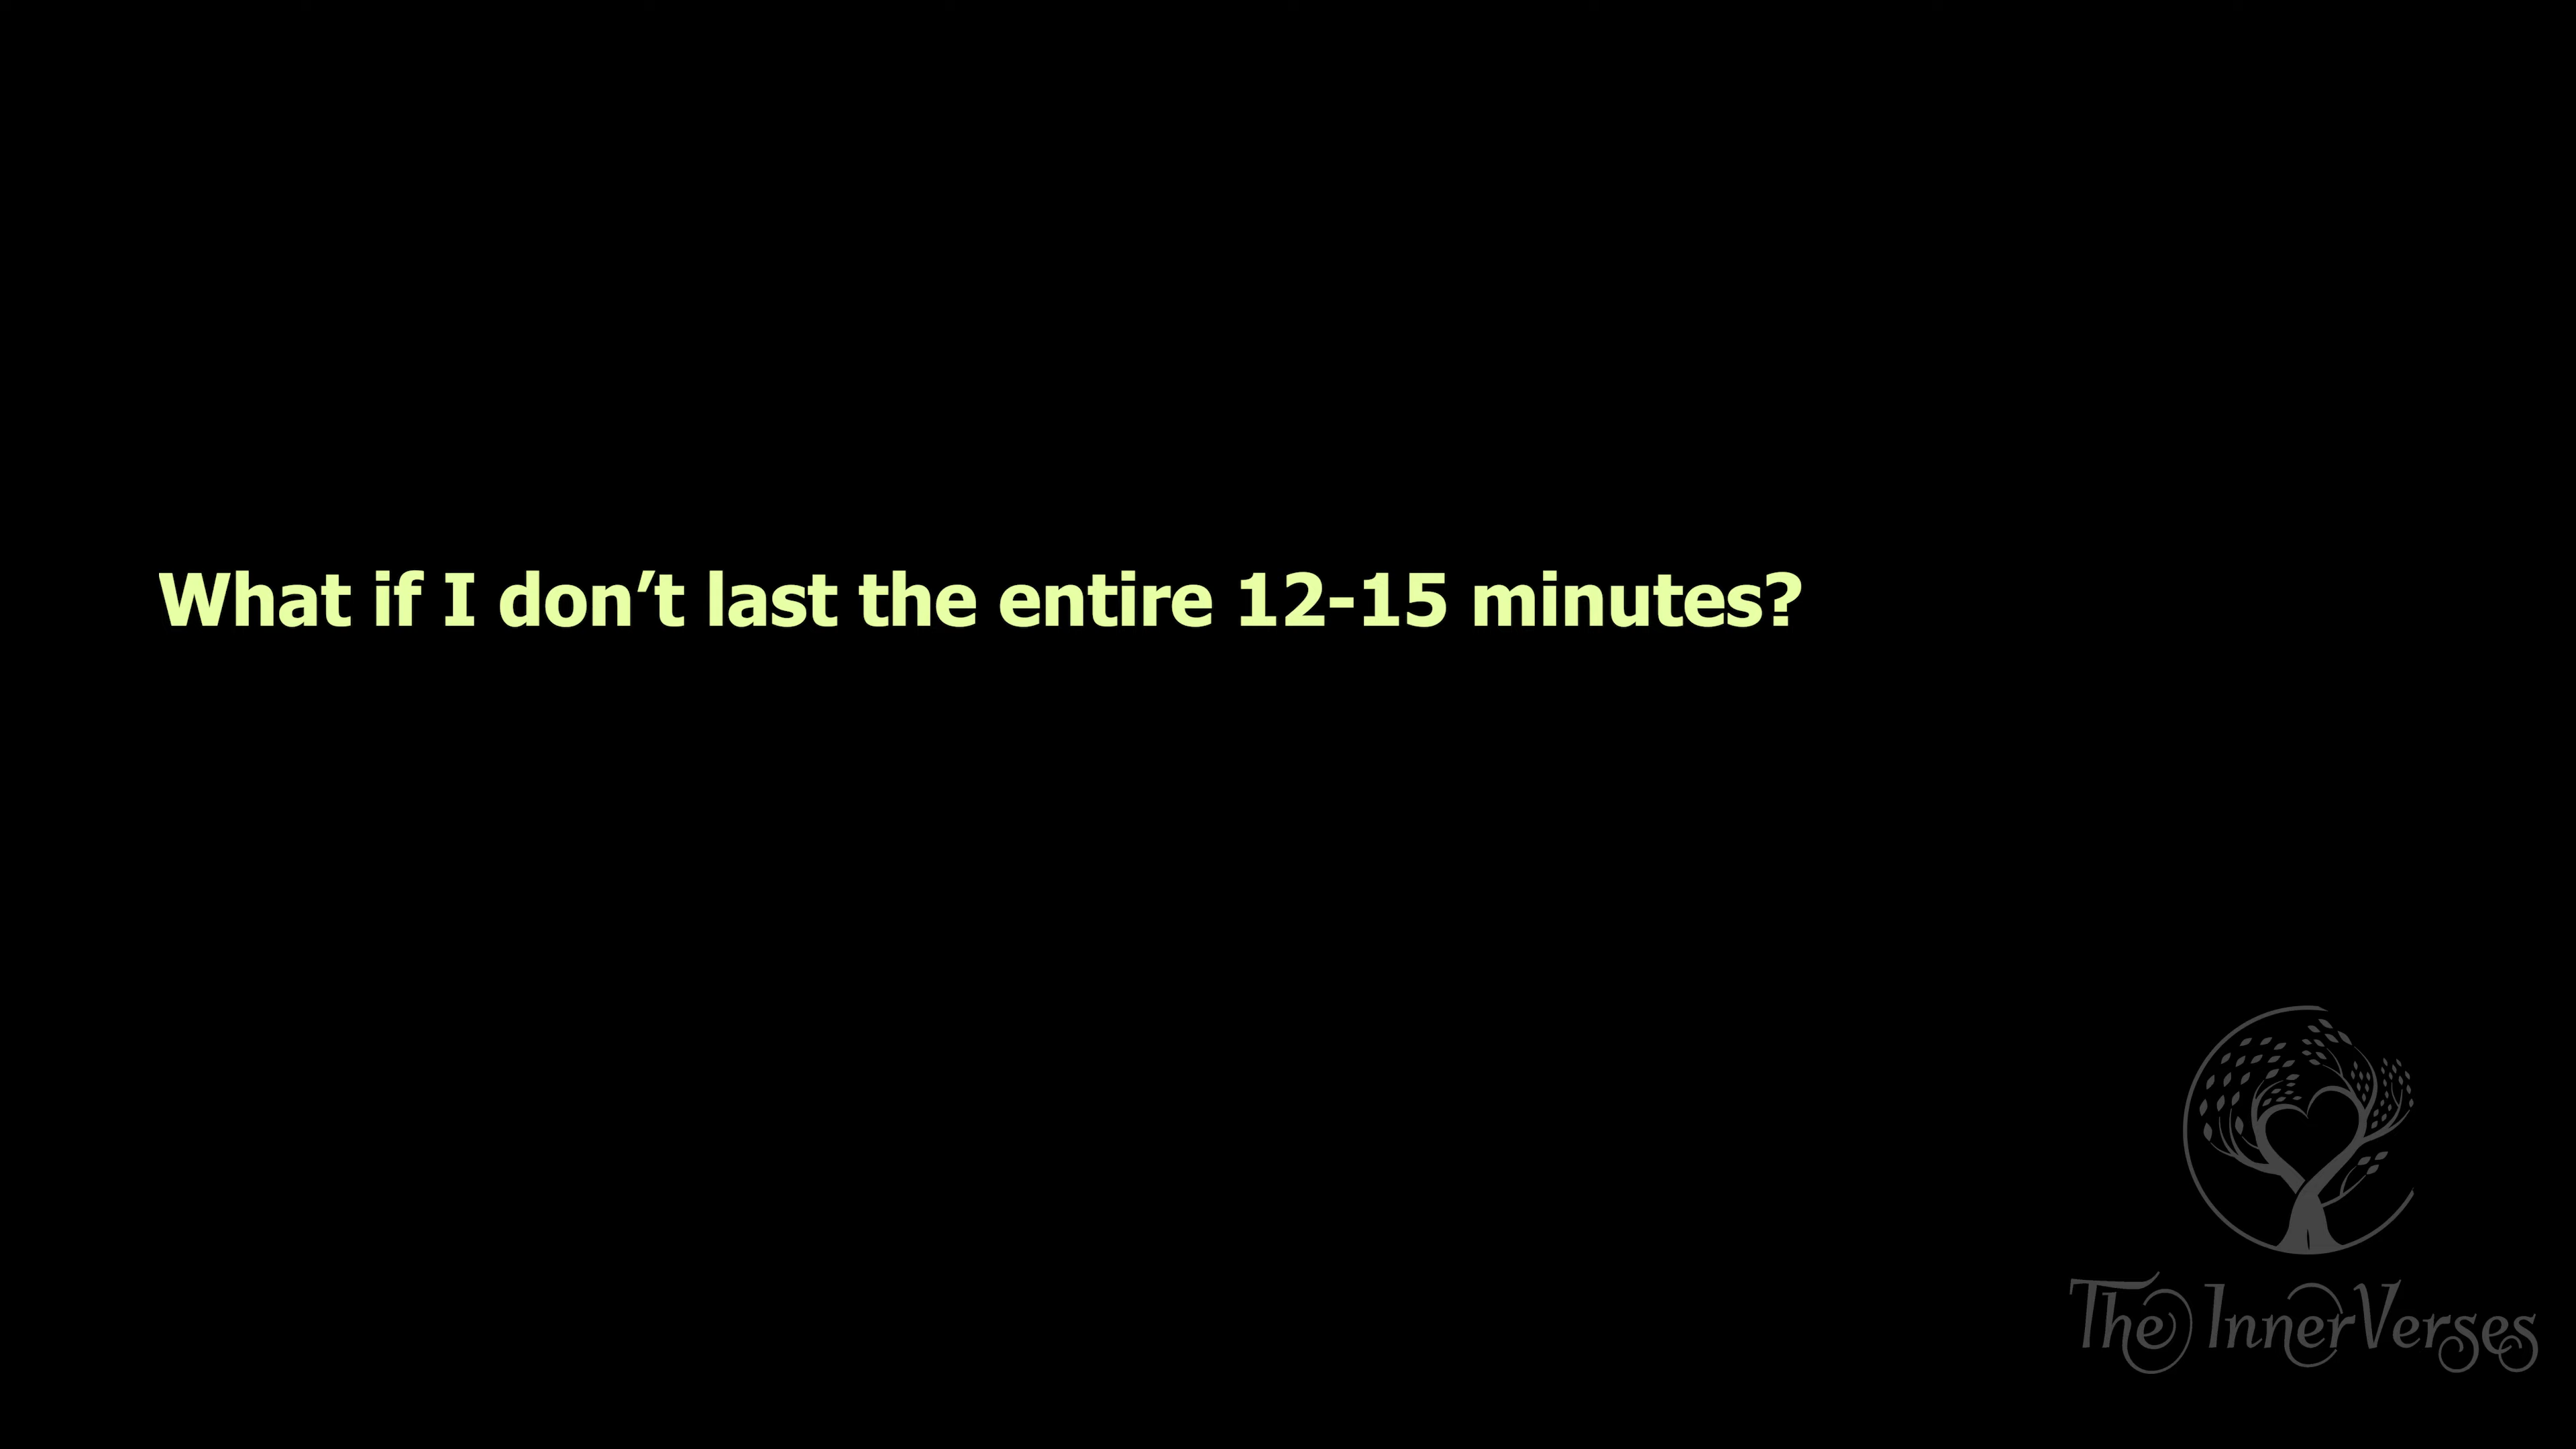 What if I don’t last the entire 12-15 minutes?
The InnerVerses